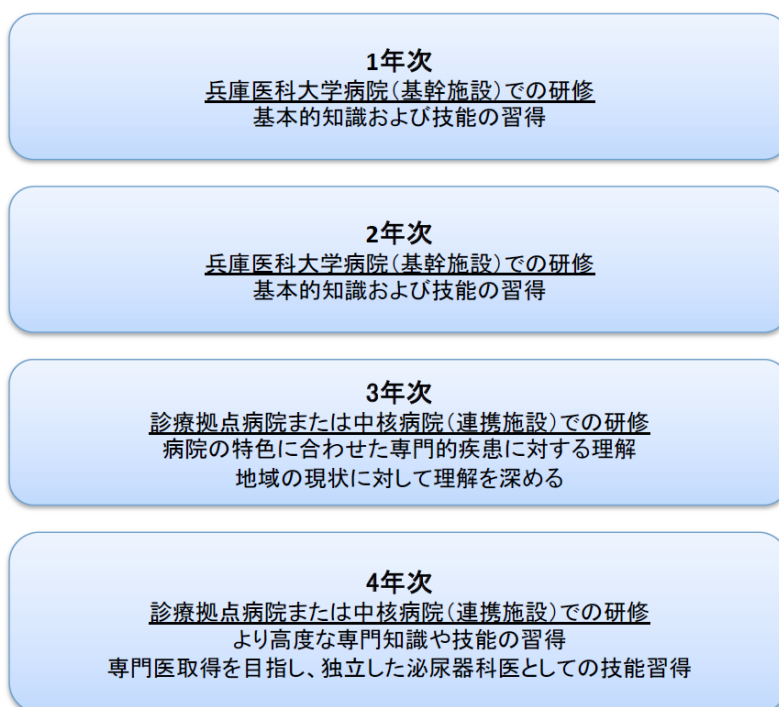 1年次
兵庫医科大学病院（基幹施設）での研修
基本的知識および技能の習得
2年次
兵庫医科大学病院（基幹施設）での研修
基本的知識および技能の習得
3年次
診療拠点病院または中核病院（連携施設）での研修
病院の特色に合わせた専門的疾患に対する理解
地域の現状に対して理解を深める
4年次
診療拠点病院または中核病院（連携施設）での研修
より高度な専門知識や技能の習得
専門医取得を目指し、独立した泌尿器科医としての技能習得